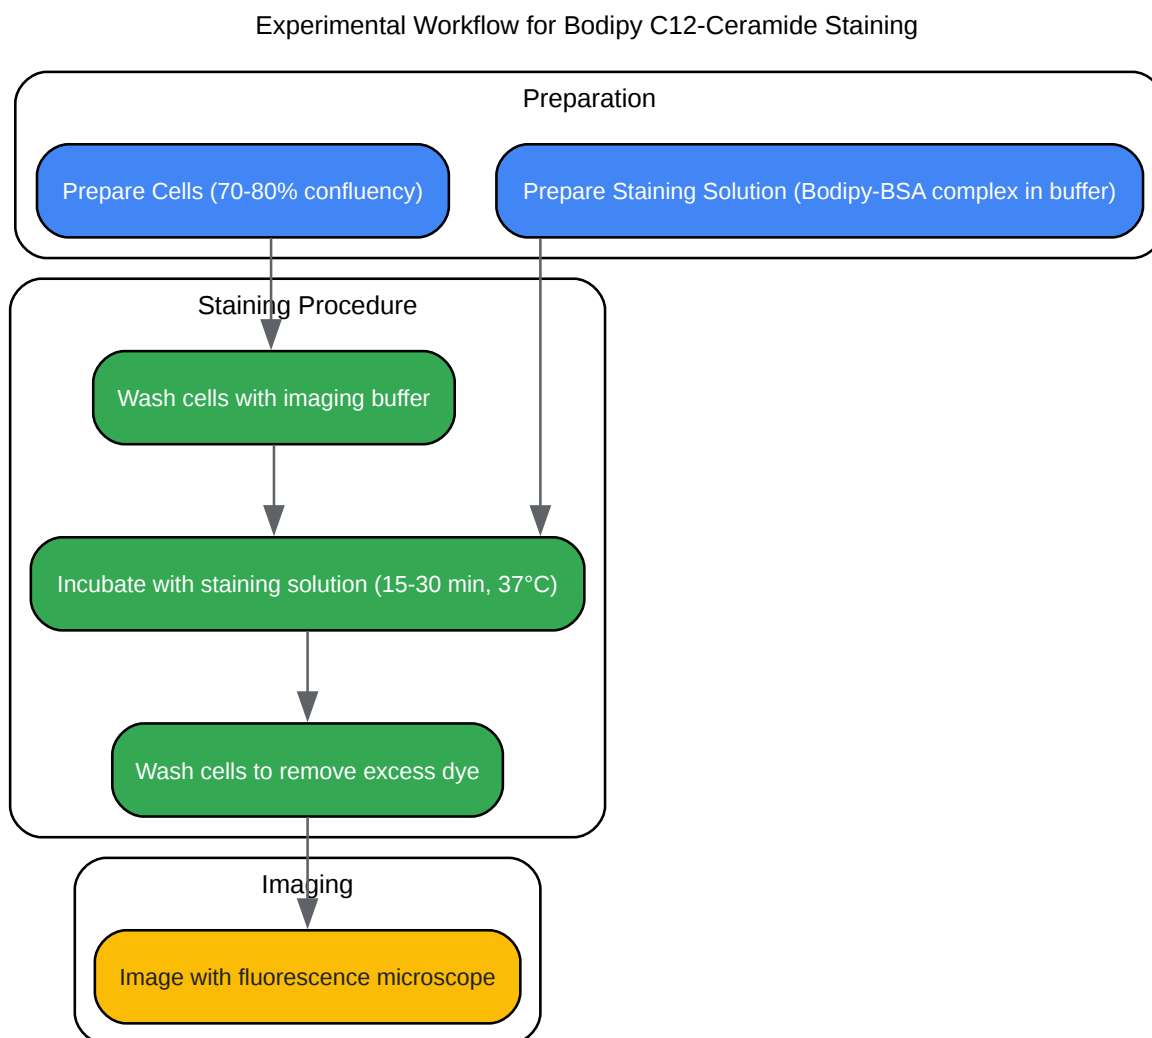 Experimental Workflow for Bodipy C12-Ceramide Staining
Preparation
Prepare Cells (70-80% confluency)
Prepare Staining Solution (Bodipy-BSA complex in buffer)
Staining Procedure
Wash cells with imaging buffer
Incubate with staining solution (15-30 min, 37°C)
Wash cells to remove excess dye
Imaging
Image with fluorescence microscope